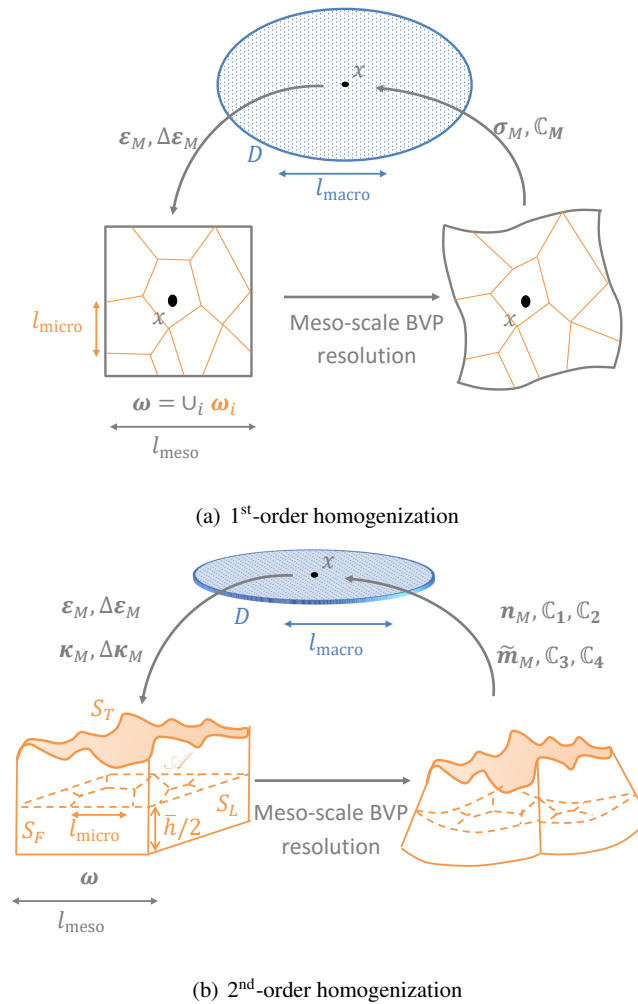 x
𝜺_M, Δ𝜺_M
𝝈_M, ℂ_M
D
l_macro
l_micro
x
Meso-scale BVP
resolution
x
𝝎 = ∪_i 𝝎_i
l_meso
(a) 1st-order homogenization
x
𝜺_M, Δ𝜺_M
𝜿_M, Δ𝜿_M
D
l_macro
𝒏_M, ℂ_1, ℂ_2
𝒎̃_M, ℂ_3, ℂ_4
S_T
𝒜
S_F
l_micro
h̄/2
S_L
Meso-scale BVP
resolution
𝝎
l_meso
(b) 2nd-order homogenization